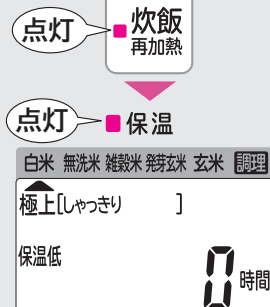 点灯
炊飯
再加熱
点灯
保温
白米 無洗米 雑穀米 発芽玄米 玄米 調理
極上[しゃっきり ]
保温低
0時間